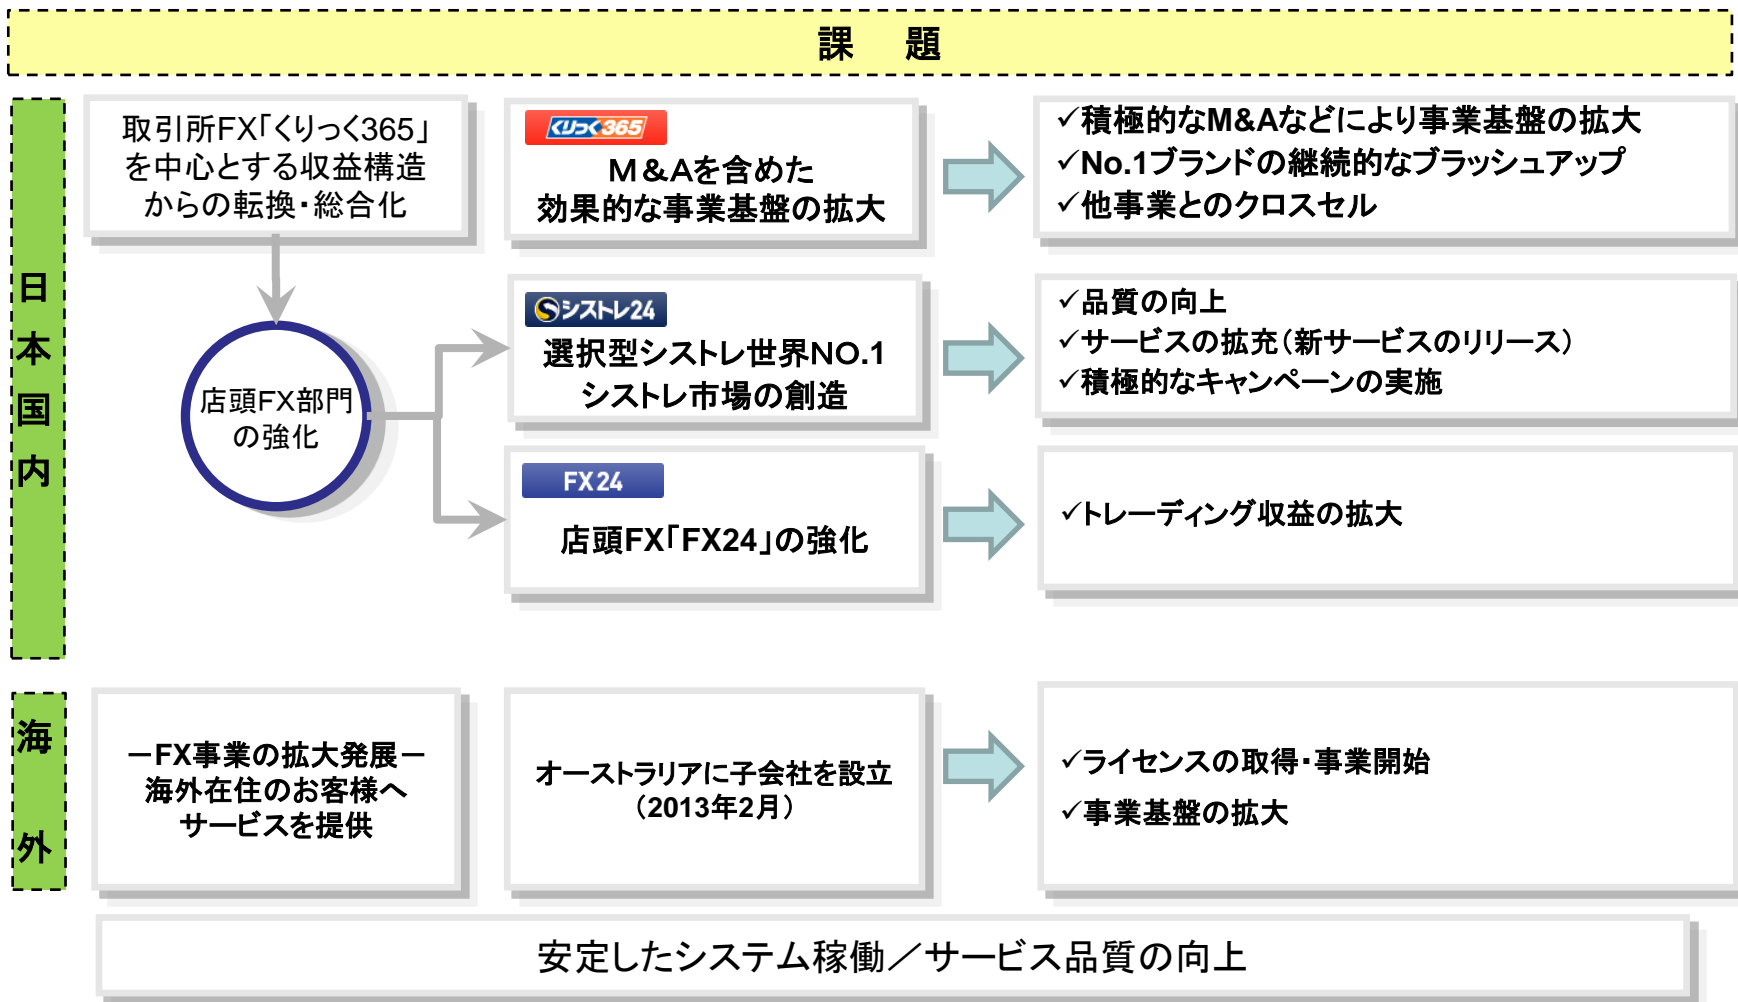 課　題
日本国内
取引所FX「くりっく365」
を中心とする収益構造
からの転換・総合化
くりっく365
M&Aを含めた
効果的な事業基盤の拡大
✓積極的なM&Aなどにより事業基盤の拡大
✓No.1ブランドの継続的なブラッシュアップ
✓他事業とのクロスセル
店頭FX部門
の強化
シストレ24
選択型シストレ世界NO.1
シストレ市場の創造
✓品質の向上
✓サービスの拡充（新サービスのリリース）
✓積極的なキャンペーンの実施
FX24
店頭FX「FX24」の強化
✓トレーディング収益の拡大
海外
－FX事業の拡大発展－
海外在住のお客様へ
サービスを提供
オーストラリアに子会社を設立
（2013年2月）
✓ライセンスの取得・事業開始
✓事業基盤の拡大
安定したシステム稼働／サービス品質の向上